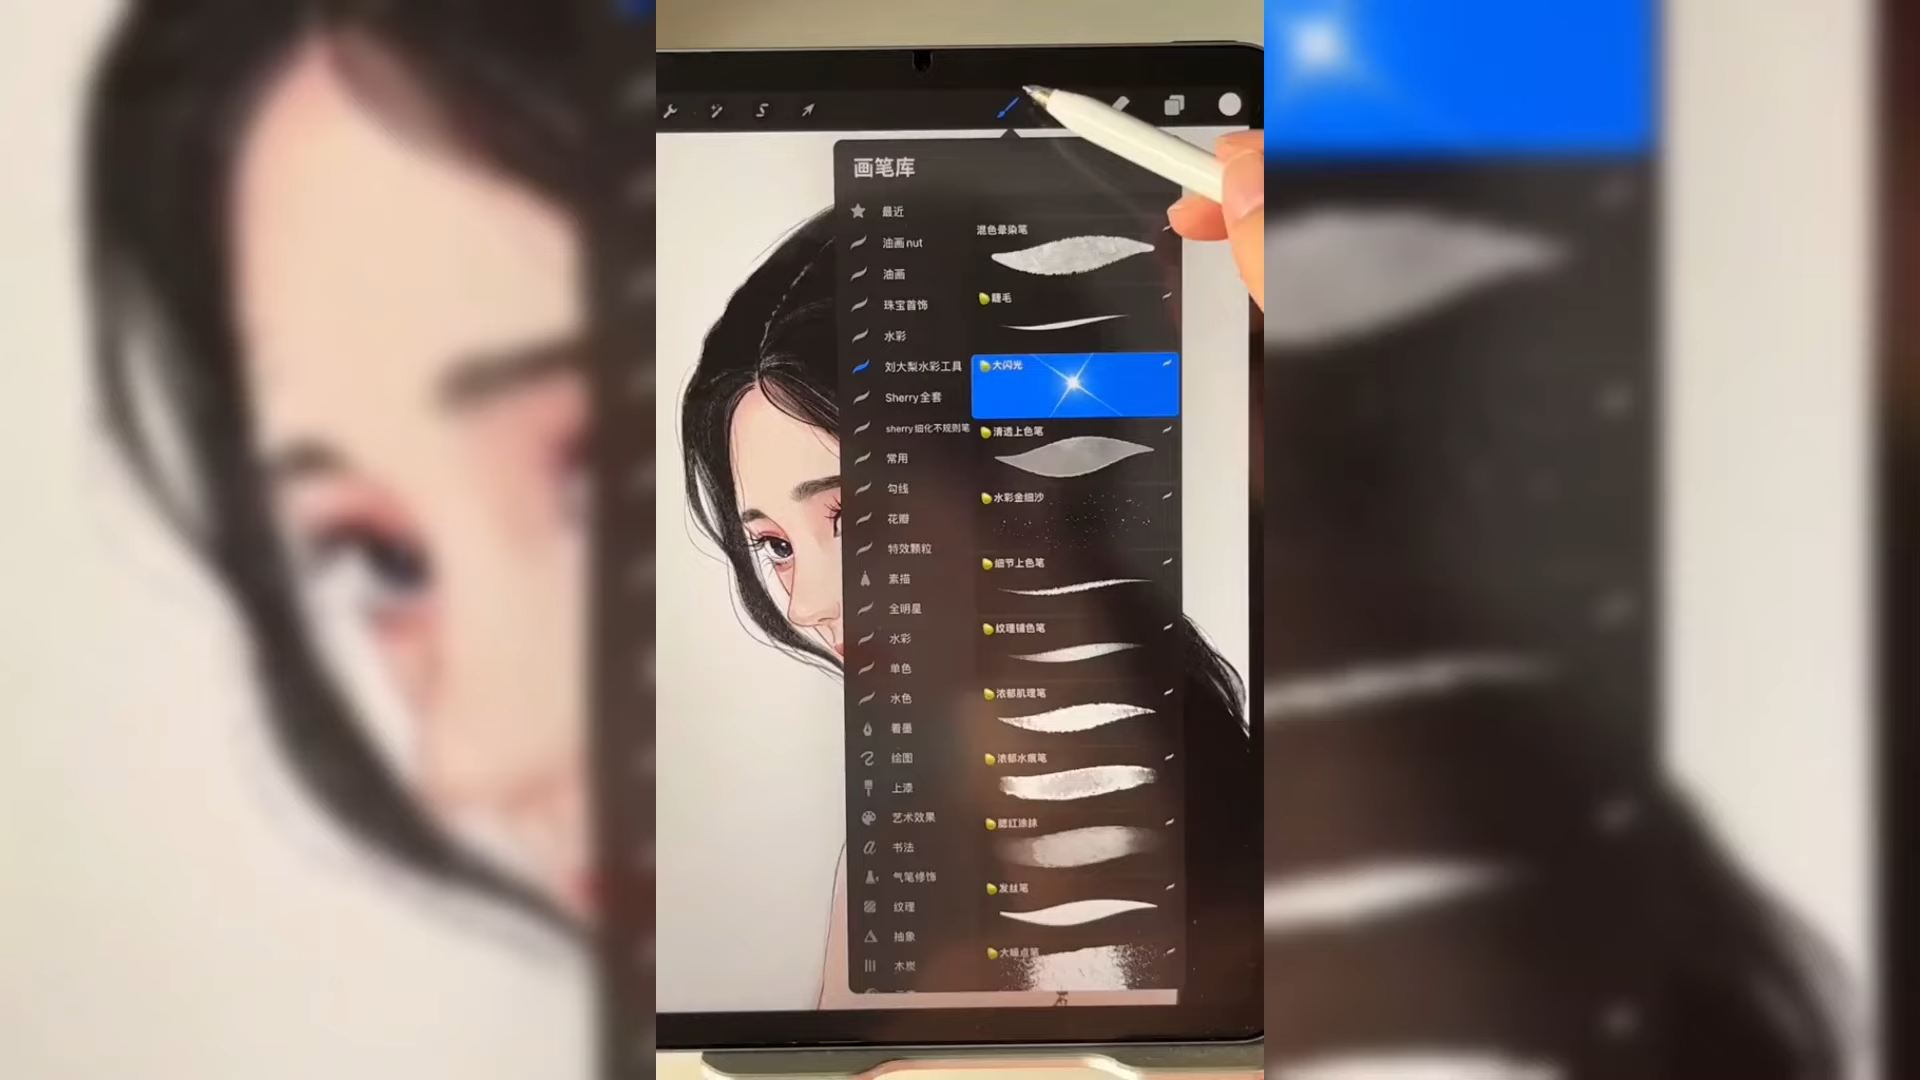 画笔库
最近
油画nut
油画
珠宝首饰
水彩
刘大梨水彩工具
Sherry全套
sherry细化不规则笔
常用
勾线
花瓣
特效颗粒
素描
全明星
水彩
单色
水色
着墨
绘图
上漆
艺术效果
书法
气笔修饰
纹理
抽象
木炭
混色晕染笔
睫毛
大闪光
清透上色笔
水彩金细沙
细节上色笔
纹理铺色笔
浓郁肌理笔
浓郁水痕笔
腮红涂抹
发丝笔